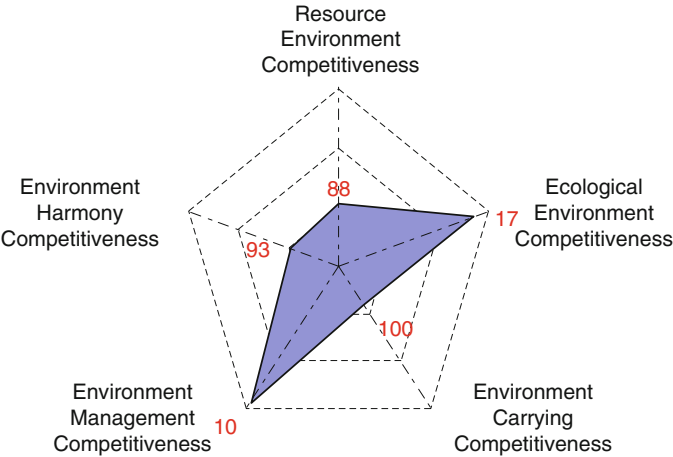 Resource
Environment
Competitiveness
88
Environment
Harmony
Competitiveness
93
Ecological
Environment
Competitiveness
17
100
Environment
Management
Competitiveness
10
Environment
Carrying
Competitiveness